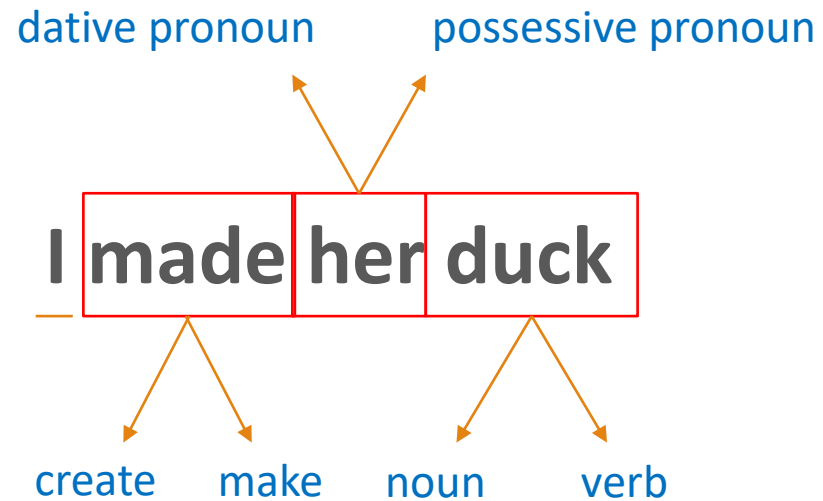 dative pronoun possessive pronoun
I made her duck
create make noun verb